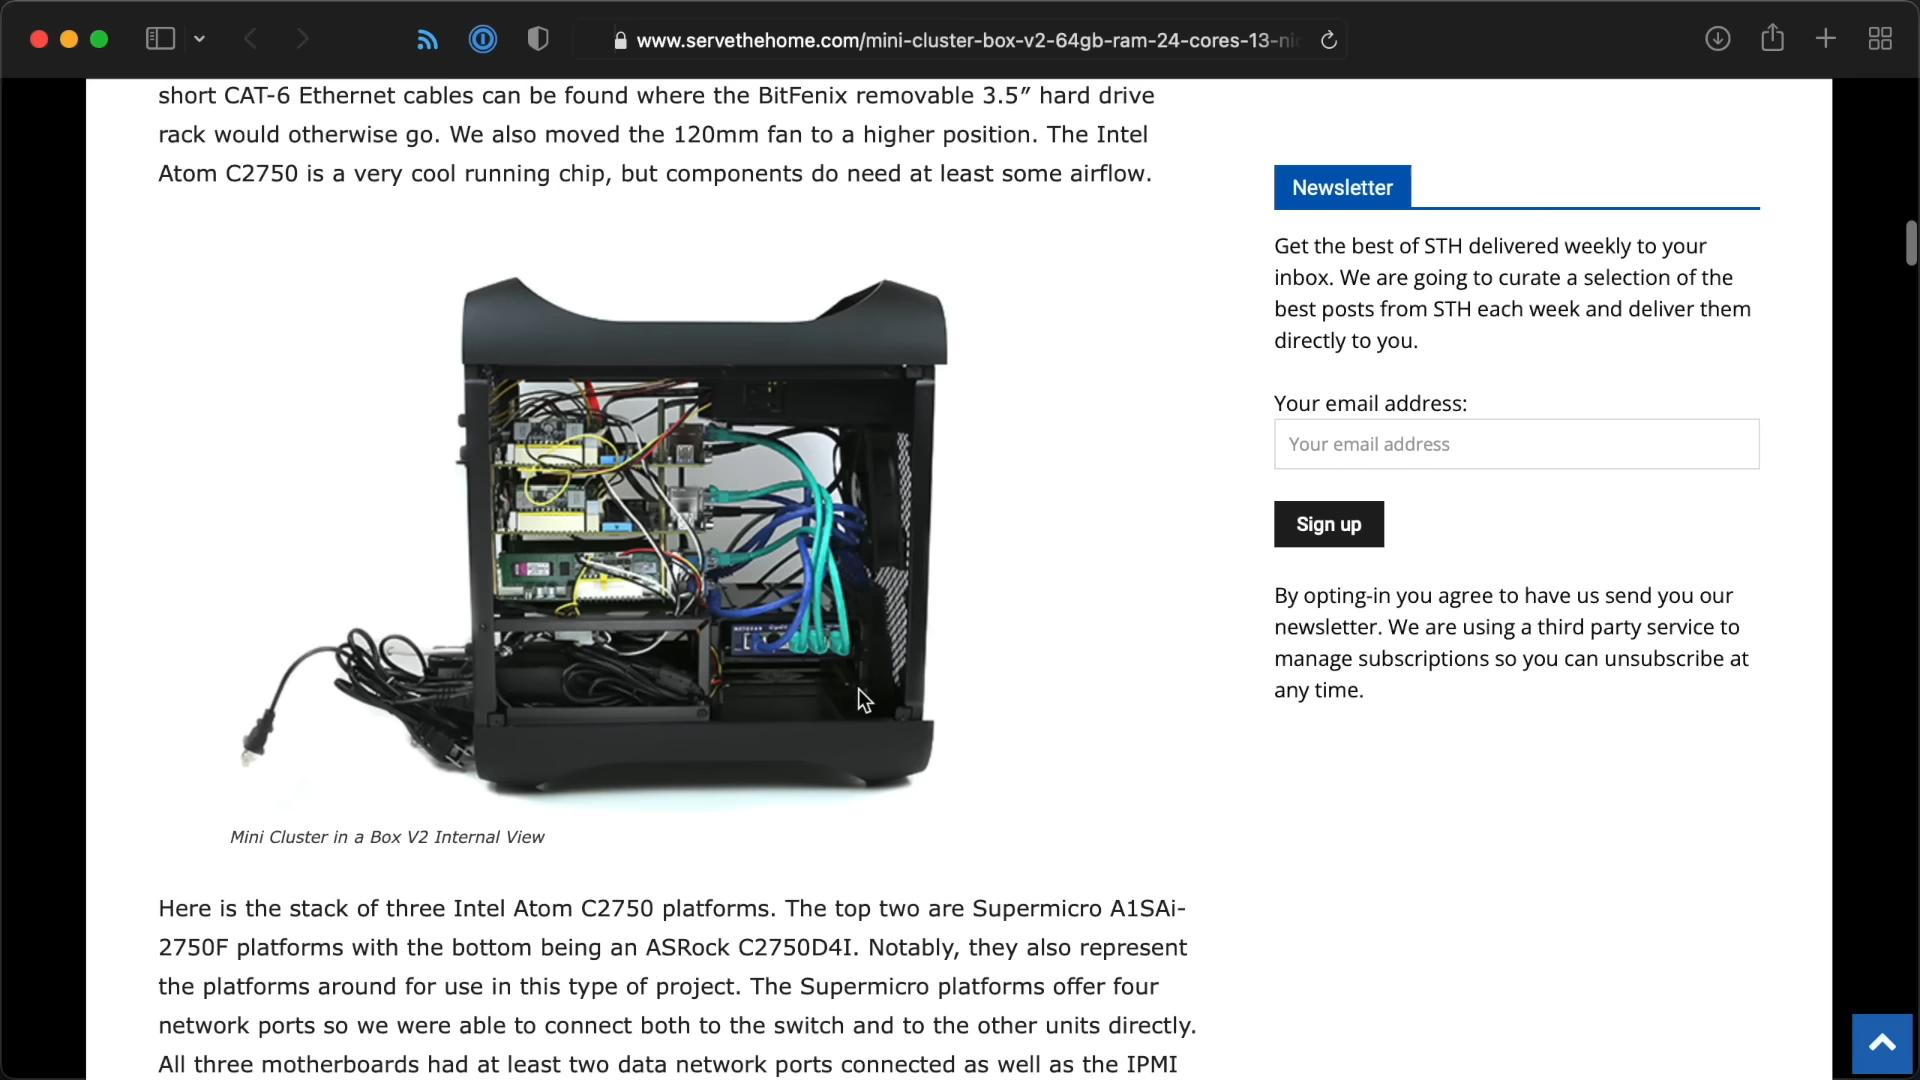 www.servethehome.com/mini-cluster-box-v2-64gb-ram-24-cores-13-ni
short CAT-6 Ethernet cables can be found where the BitFenix removable 3.5″ hard drive
rack would otherwise go. We also moved the 120mm fan to a higher position. The Intel
Atom C2750 is a very cool running chip, but components do need at least some airflow.
NETGEAR
Mini Cluster in a Box V2 Internal View
Here is the stack of three Intel Atom C2750 platforms. The top two are Supermicro A1SAi-
2750F platforms with the bottom being an ASRock C2750D4I. Notably, they also represent
the platforms around for use in this type of project. The Supermicro platforms offer four
network ports so we were able to connect both to the switch and to the other units directly.
All three motherboards had at least two data network ports connected as well as the IPMI
Newsletter
Get the best of STH delivered weekly to your
inbox. We are going to curate a selection of the
best posts from STH each week and deliver them
directly to you.
Your email address:
Your email address
Sign up
By opting-in you agree to have us send you our
newsletter. We are using a third party service to
manage subscriptions so you can unsubscribe at
any time.